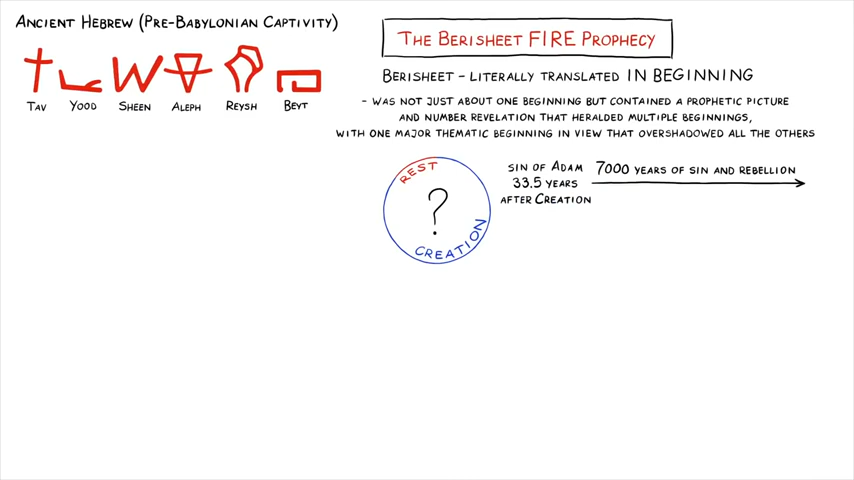 Ancient Hebrew (Pre-Babylonian Captivity)
Tav Yood Sheen Aleph Reysh Beyt
The Berisheet FIRE Prophecy
Berisheet - literally translated IN BEGINNING
- was not just about one beginning but contained a prophetic picture
and number revelation that heralded multiple beginnings,
with one major thematic beginning in view that overshadowed all the others
REST
?
CREATION
sin of Adam
33.5 years
after Creation
7000 years of sin and rebellion